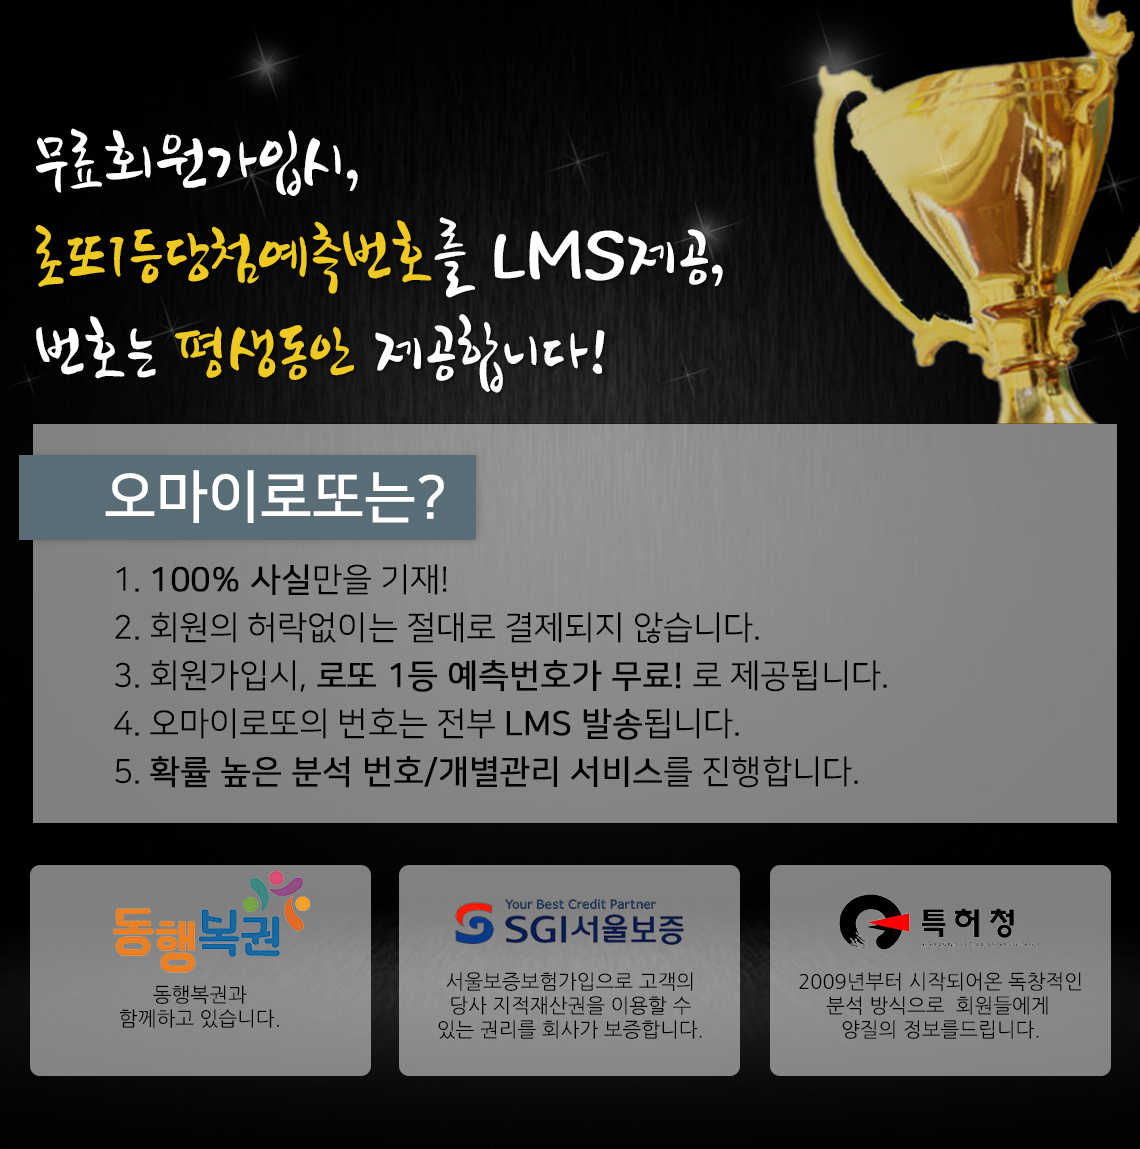 무료회원가입시,
로또1등당첨예측번호를 LMS제공,
번호는 평생동안 제공합니다!
오마이로또는?
1. 100% 사실만을 기재!
2. 회원의 허락없이는 절대로 결제되지 않습니다.
3. 회원가입시, 로또 1등 예측번호가 무료! 로 제공됩니다.
4. 오마이로또의 번호는 전부 LMS 발송됩니다.
5. 확률 높은 분석 번호/개별관리 서비스를 진행합니다.
동행복권
동행복권과
함께하고 있습니다.
Your Best Credit Partner
SGI서울보증
서울보증보험가입으로 고객의
당사 지적재산권을 이용할 수
있는 권리를 회사가 보증합니다.
특허청
2009년부터 시작되어온 독창적인
분석 방식으로 회원들에게
양질의 정보를드립니다.